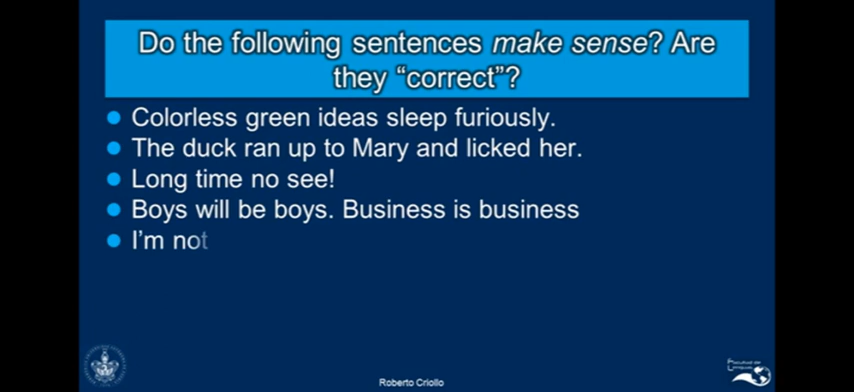 Do the following sentences make sense? Are
they “correct”?
Colorless green ideas sleep furiously.
The duck ran up to Mary and licked her.
Long time no see!
Boys will be boys. Business is business
I’m not
Roberto Criollo